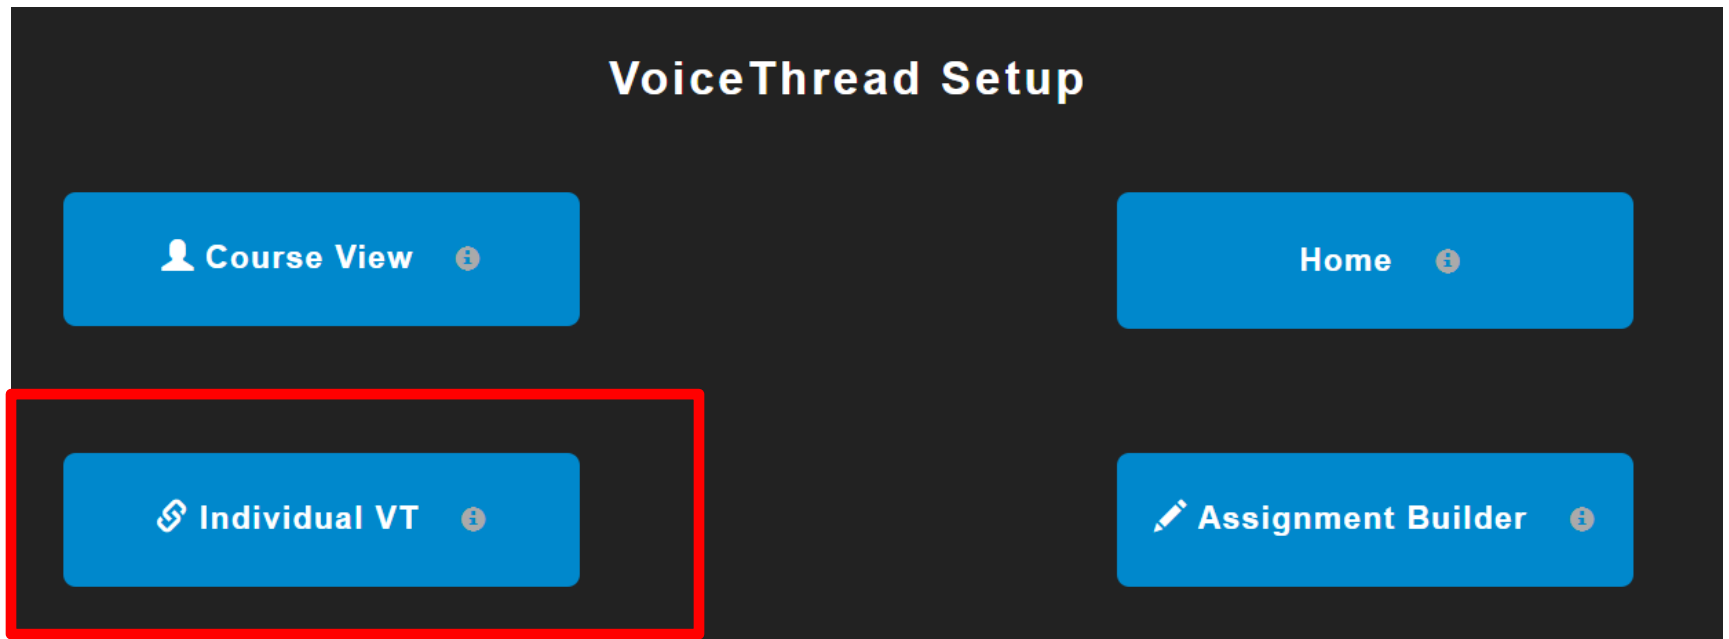 VoiceThread Setup
Course View
Home
Individual VT
Assignment Builder